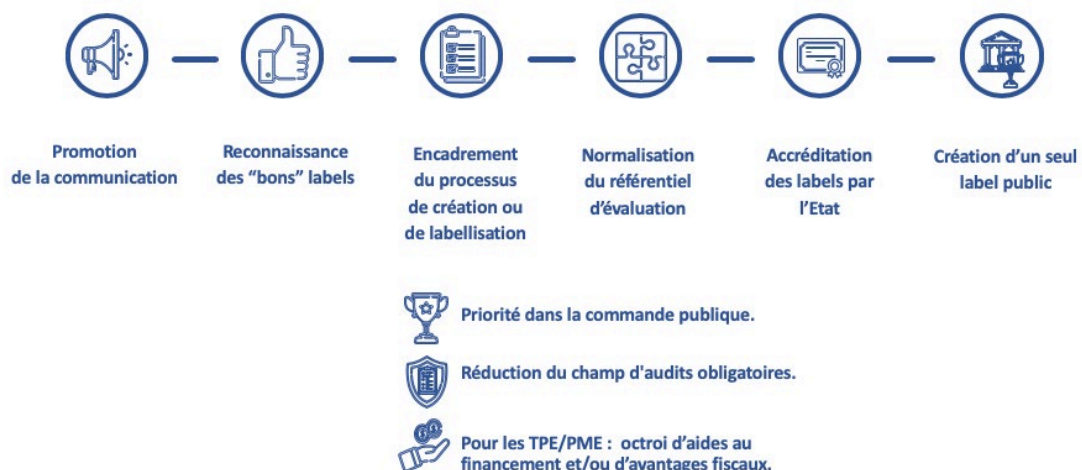 Promotion
de la communication
Reconnaissance
des “bons” labels
Encadrement
du processus
de création ou
de labellisation
Normalisation
du référentiel
d’évaluation
Accréditation
des labels par
l’Etat
Création d’un seul
label public
Priorité dans la commande publique.
Réduction du champ d'audits obligatoires.
Pour les TPE/PME : octroi d’aides au
financement et/ou d’avantages fiscaux.